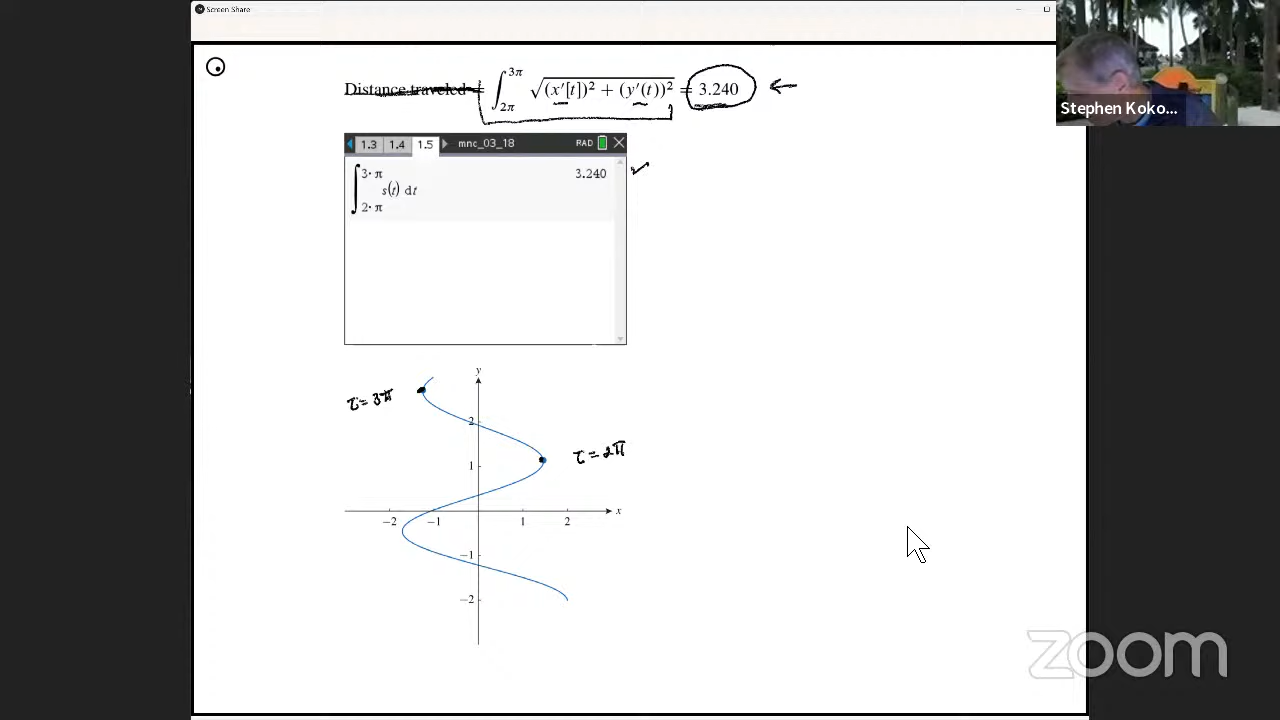 Screen Share
Distance traveled = ∫ 3π 2π √(x′[t])² + (y′(t))² = 3.240 ←
Stephen Koko...
1.3 1.4 1.5 mnc_03_18 RAD
∫ 3·π 2·π s(t) dt 3.240
y
t = 3π
2
t = 2π
1
x
−2 −1 1 2
−1
−2
zoom